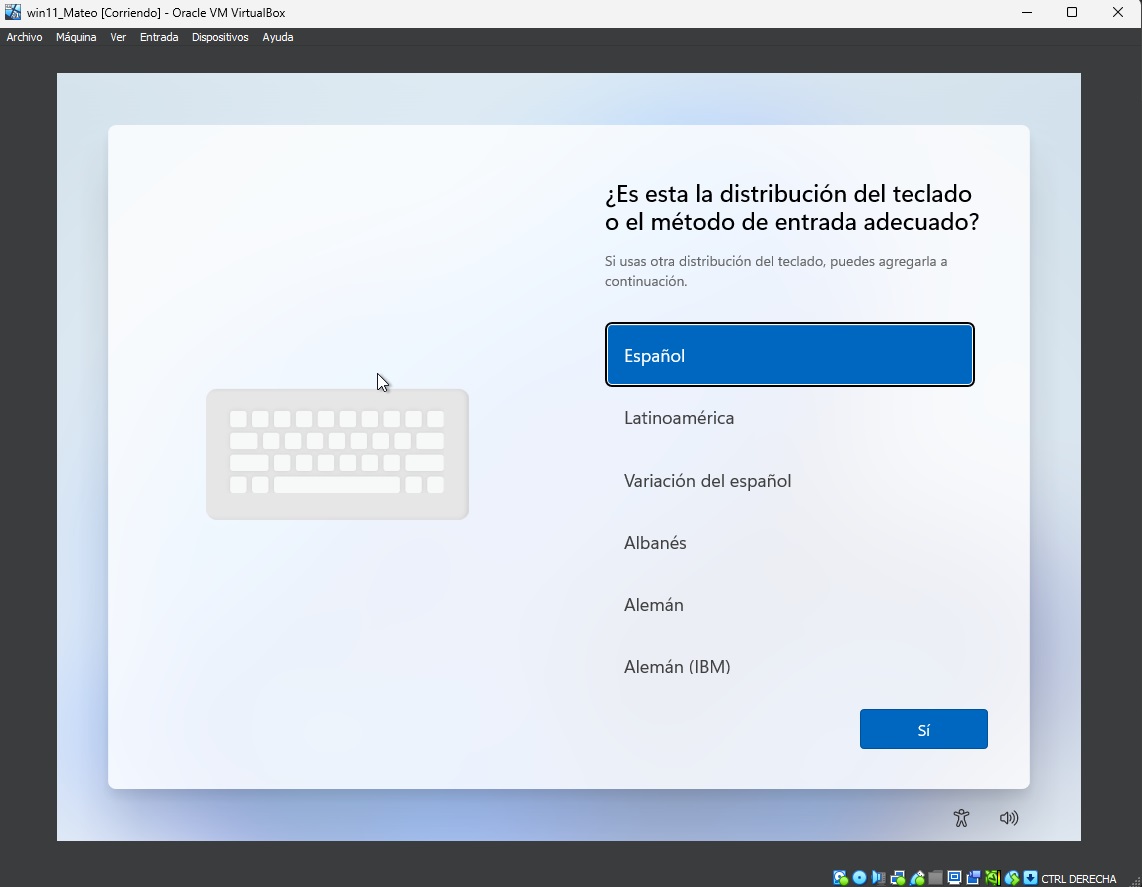 win11_Mateo [Corriendo] - Oracle VM VirtualBox
Archivo Máquina Ver Entrada Dispositivos Ayuda
¿Es esta la distribución del teclado
o el método de entrada adecuado?
Si usas otra distribución del teclado, puedes agregarla a
continuación.
Español
Latinoamérica
Variación del español
Albanés
Alemán
Alemán (IBM)
Sí
CTRL DERECHA